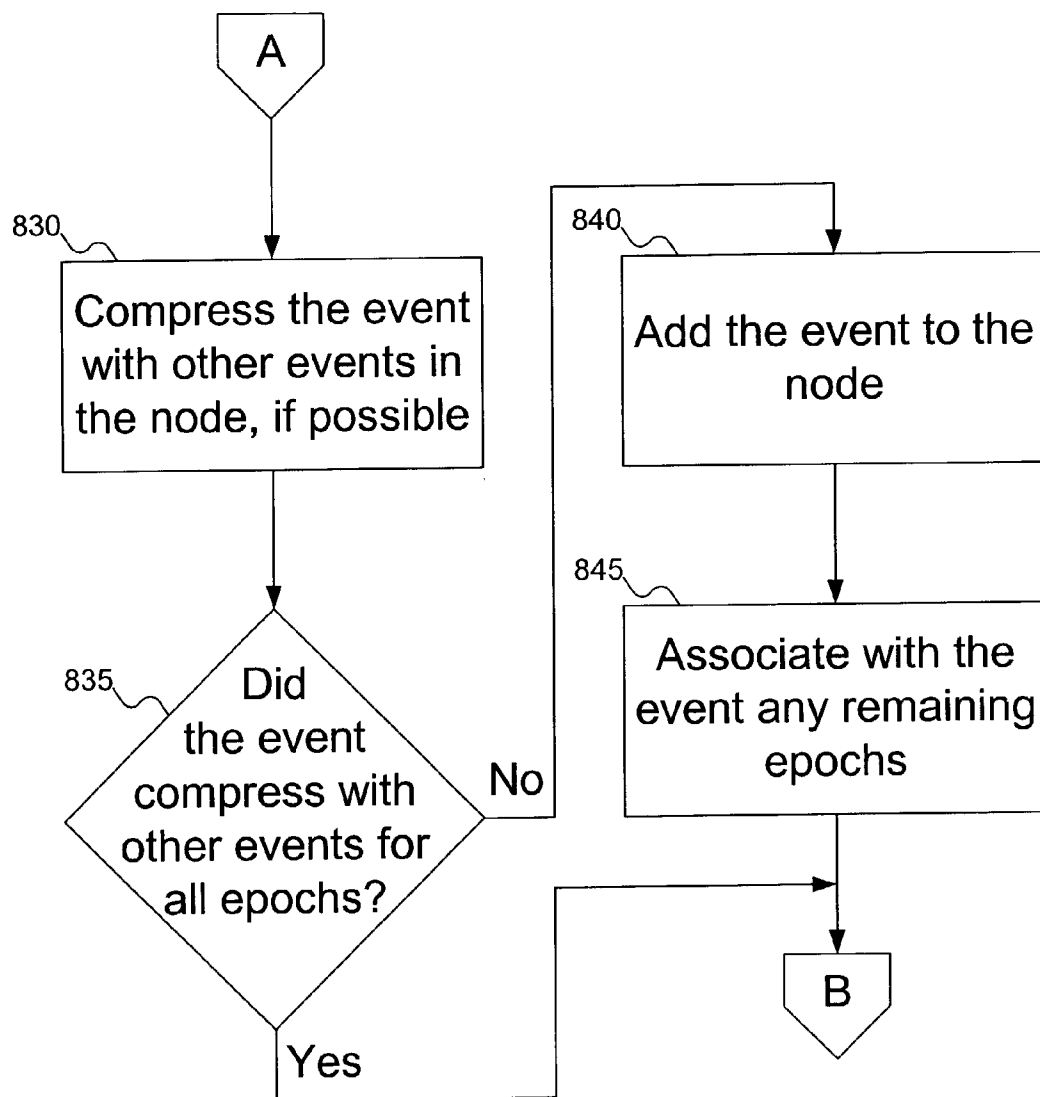 A
830
Compress the event
with other events in
the node, if possible
835
Did
the event
compress with
other events for
all epochs?
No
Yes
840
Add the event to the
node
845
Associate with the
event any remaining
epochs
B